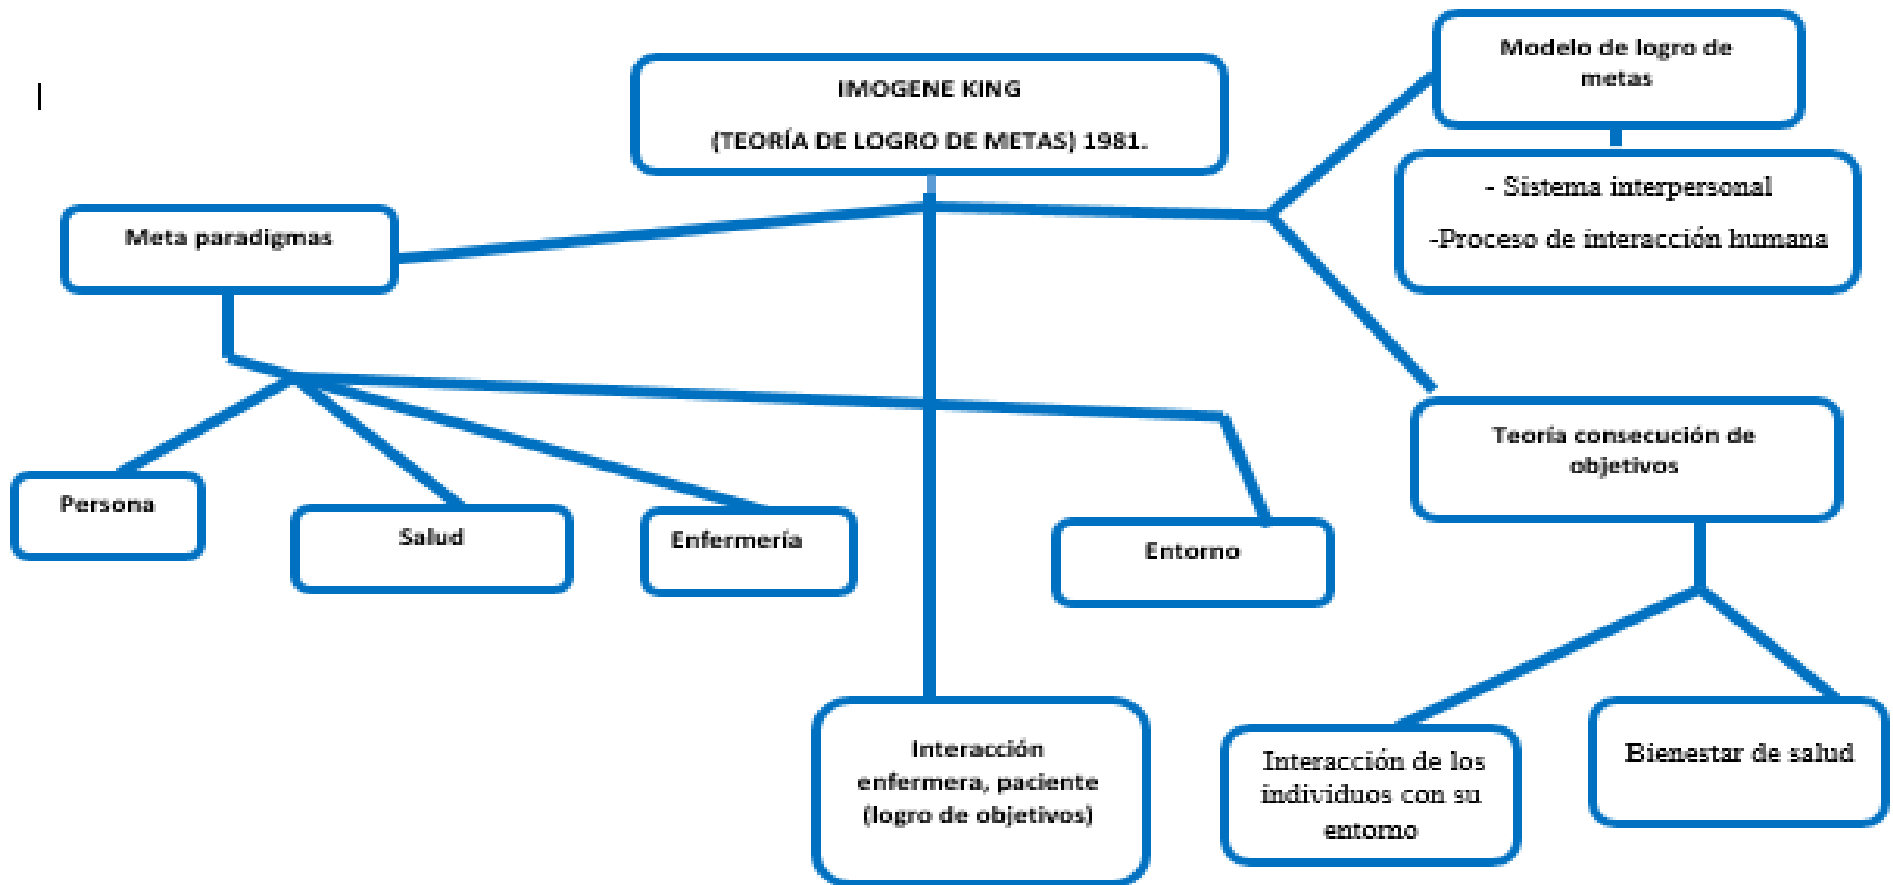 IMOGENE KING
(TEORÍA DE LOGRO DE METAS) 1981.
Modelo de logro de
metas
- Sistema interpersonal
-Proceso de interacción humana
Meta paradigmas
Teoría consecución de
objetivos
Persona
Salud
Enfermería
Entorno
Interacción
enfermera, paciente
(logro de objetivos)
Interacción de los
individuos con su
entorno
Bienestar de salud